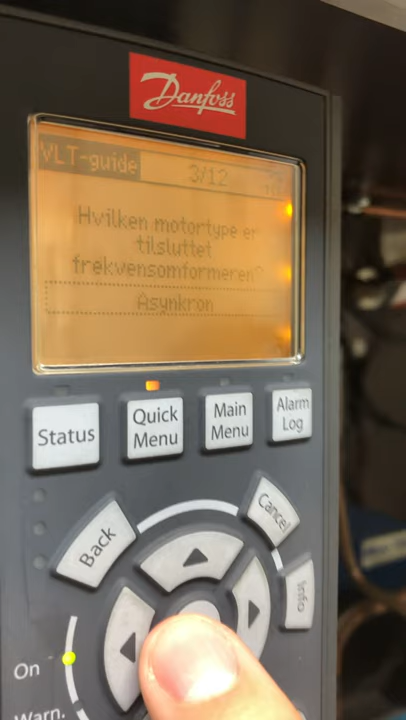 Danfoss
VLT-guide 3/12
Hvilken motortype er
tilsluttet
frekvensomformeren?
Asynkron
Status
Quick
Menu
Main
Menu
Alarm
Log
Back
Cancel
Info
On
Warn.